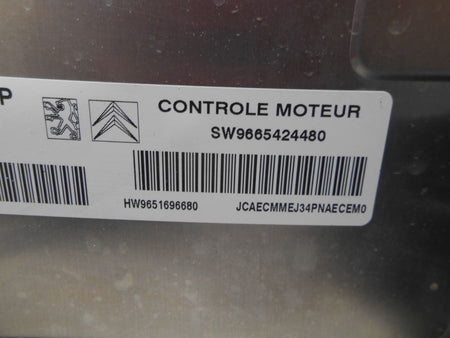 P
CONTROLE MOTEUR
SW9665424480
HW9651696680 JCAECMMEJ34PNAECEM0